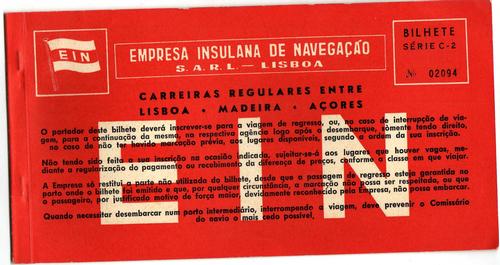 EIN
EMPRESA INSULANA DE NAVEGAÇÃO
S.A.R.L.— LISBOA
BILHETE
SÉRIE C-2
Nº 02094
CARREIRAS REGULARES ENTRE
LISBOA • MADEIRA • AÇORES
EIN
O portador deste bilhete deverá inscrever-se para a viagem de regresso, ou, no caso de interrupção de via-
gem, para a continuação da mesma, na respectiva agência logo após o desembarque, sòmente tendo direito,
no caso de não ter havido marcação prévia, aos lugares disponíveis, segundo a ordem da sua inscrição.
Não tendo sido feita a sua inscrição na ocasião indicada, sujeitar-se-á aos lugares que houver vagos, me-
diante a regularização do pagamento ou recebimento da diferença de preços, conforme a classe em que viajar.
A Empresa só restitui a parte não utilizada do bilhete, desde que a passagem de regresso esteja garantida no
porto onde o bilhete foi emitido e que, por qualquer circunstância, a marcação não possa ser respeitada, ou que
o passageiro, por justificado motivo de força maior, devidamente reconhecido pela Empresa, não possa embarcar.
Quando necessitar desembarcar num porto intermediário, interrompendo a viagem, deve prevenir o Comissário
do navio o mais cedo possível.